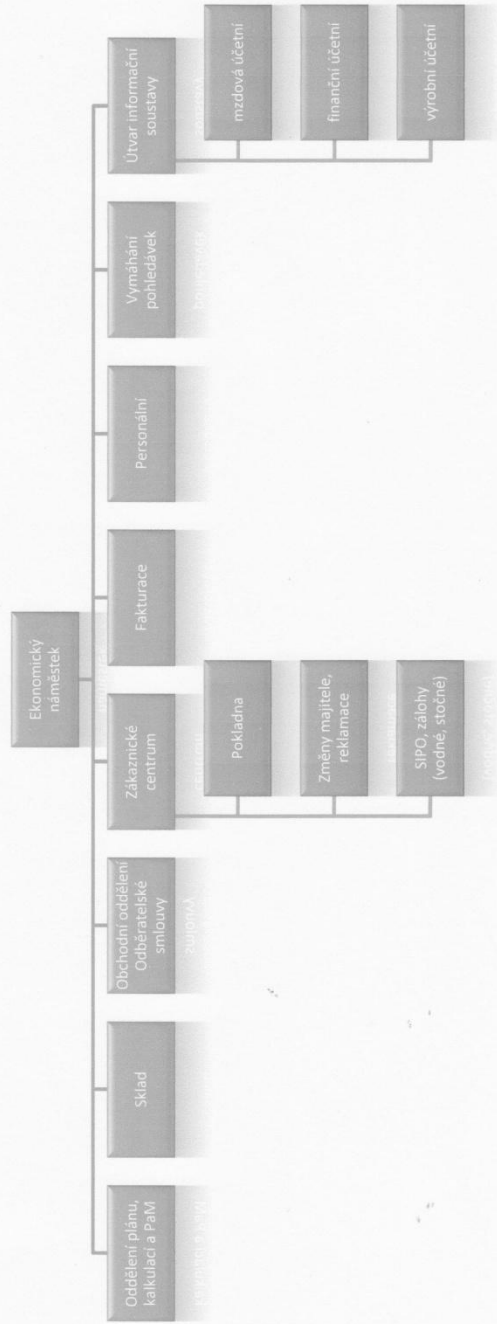 Ekonomický
náměstek
Oddělení plánu,
kalkulací a PaM
Sklad
Obchodní oddělení
Odběratelské
smlouvy
Zákaznické
centrum
Pokladna
Změny majitele,
reklamace
SIPO, zálohy
(vodné, stočné)
Fakturace
Personální
Vymáhání
pohledávek
Útvar informační
soustavy
mzdová účetní
finanční účetní
výrobní účetní